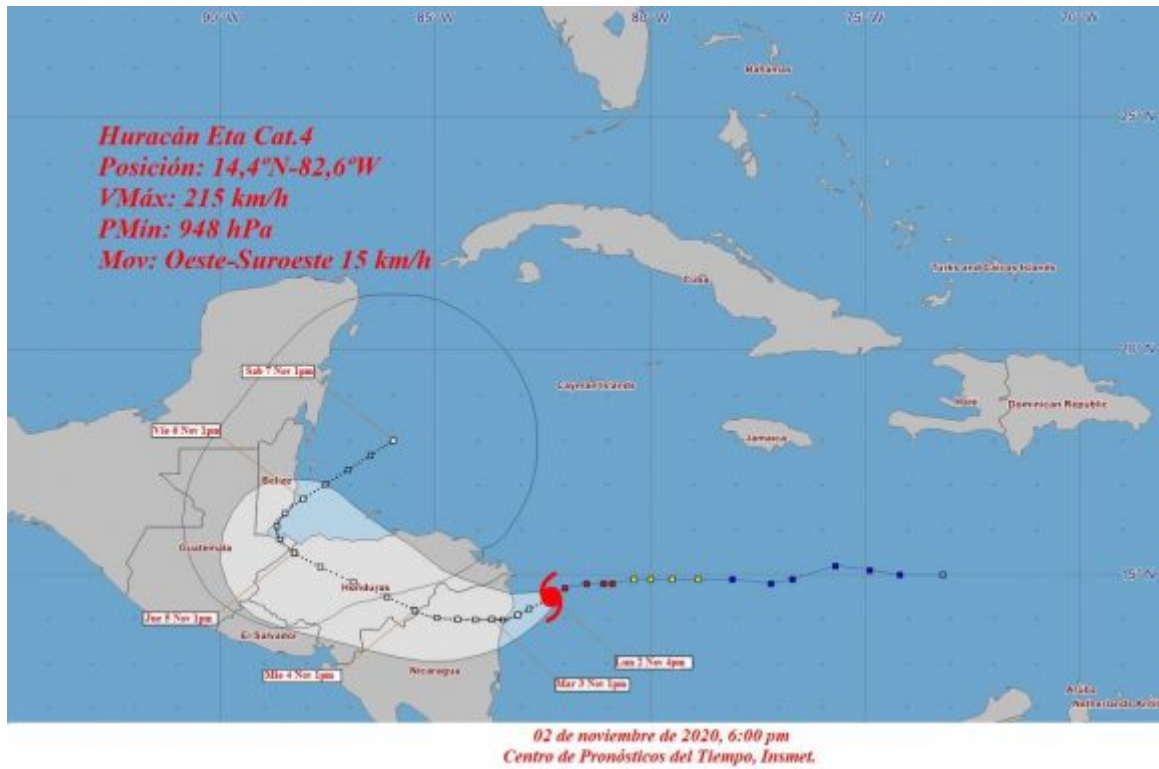 90°W
85°W
80°W
75°W
70°W
Bahamas
25°N
Huracán Eta Cat.4
Posición: 14,4ºN-82,6ºW
VMáx: 215 km/h
PMín: 948 hPa
Mov: Oeste-Suroeste 15 km/h
Cuba
Turks and Caicos Islands
20°N
Sab 7 Nov 1pm
Cayman Islands
Haiti
Dominican Republic
Jamaica
Vie 6 Nov 1pm
Belize
Guatemala
15°N
Honduras
Jue 5 Nov 1pm
El Salvador
Lun 2 Nov 4pm
Nicaragua
Mie 4 Nov 1pm
Mar 3 Nov 1pm
Aruba
Netherlands Antil
02 de noviembre de 2020, 6:00 pm
Centro de Pronósticos del Tiempo, Insmet.